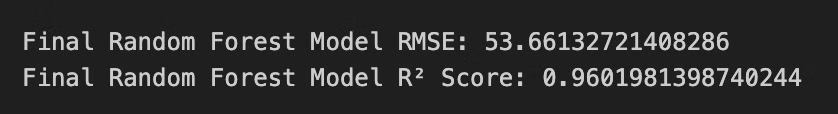 Final Random Forest Model RMSE: 53.66132721408286
Final Random Forest Model R² Score: 0.9601981398740244